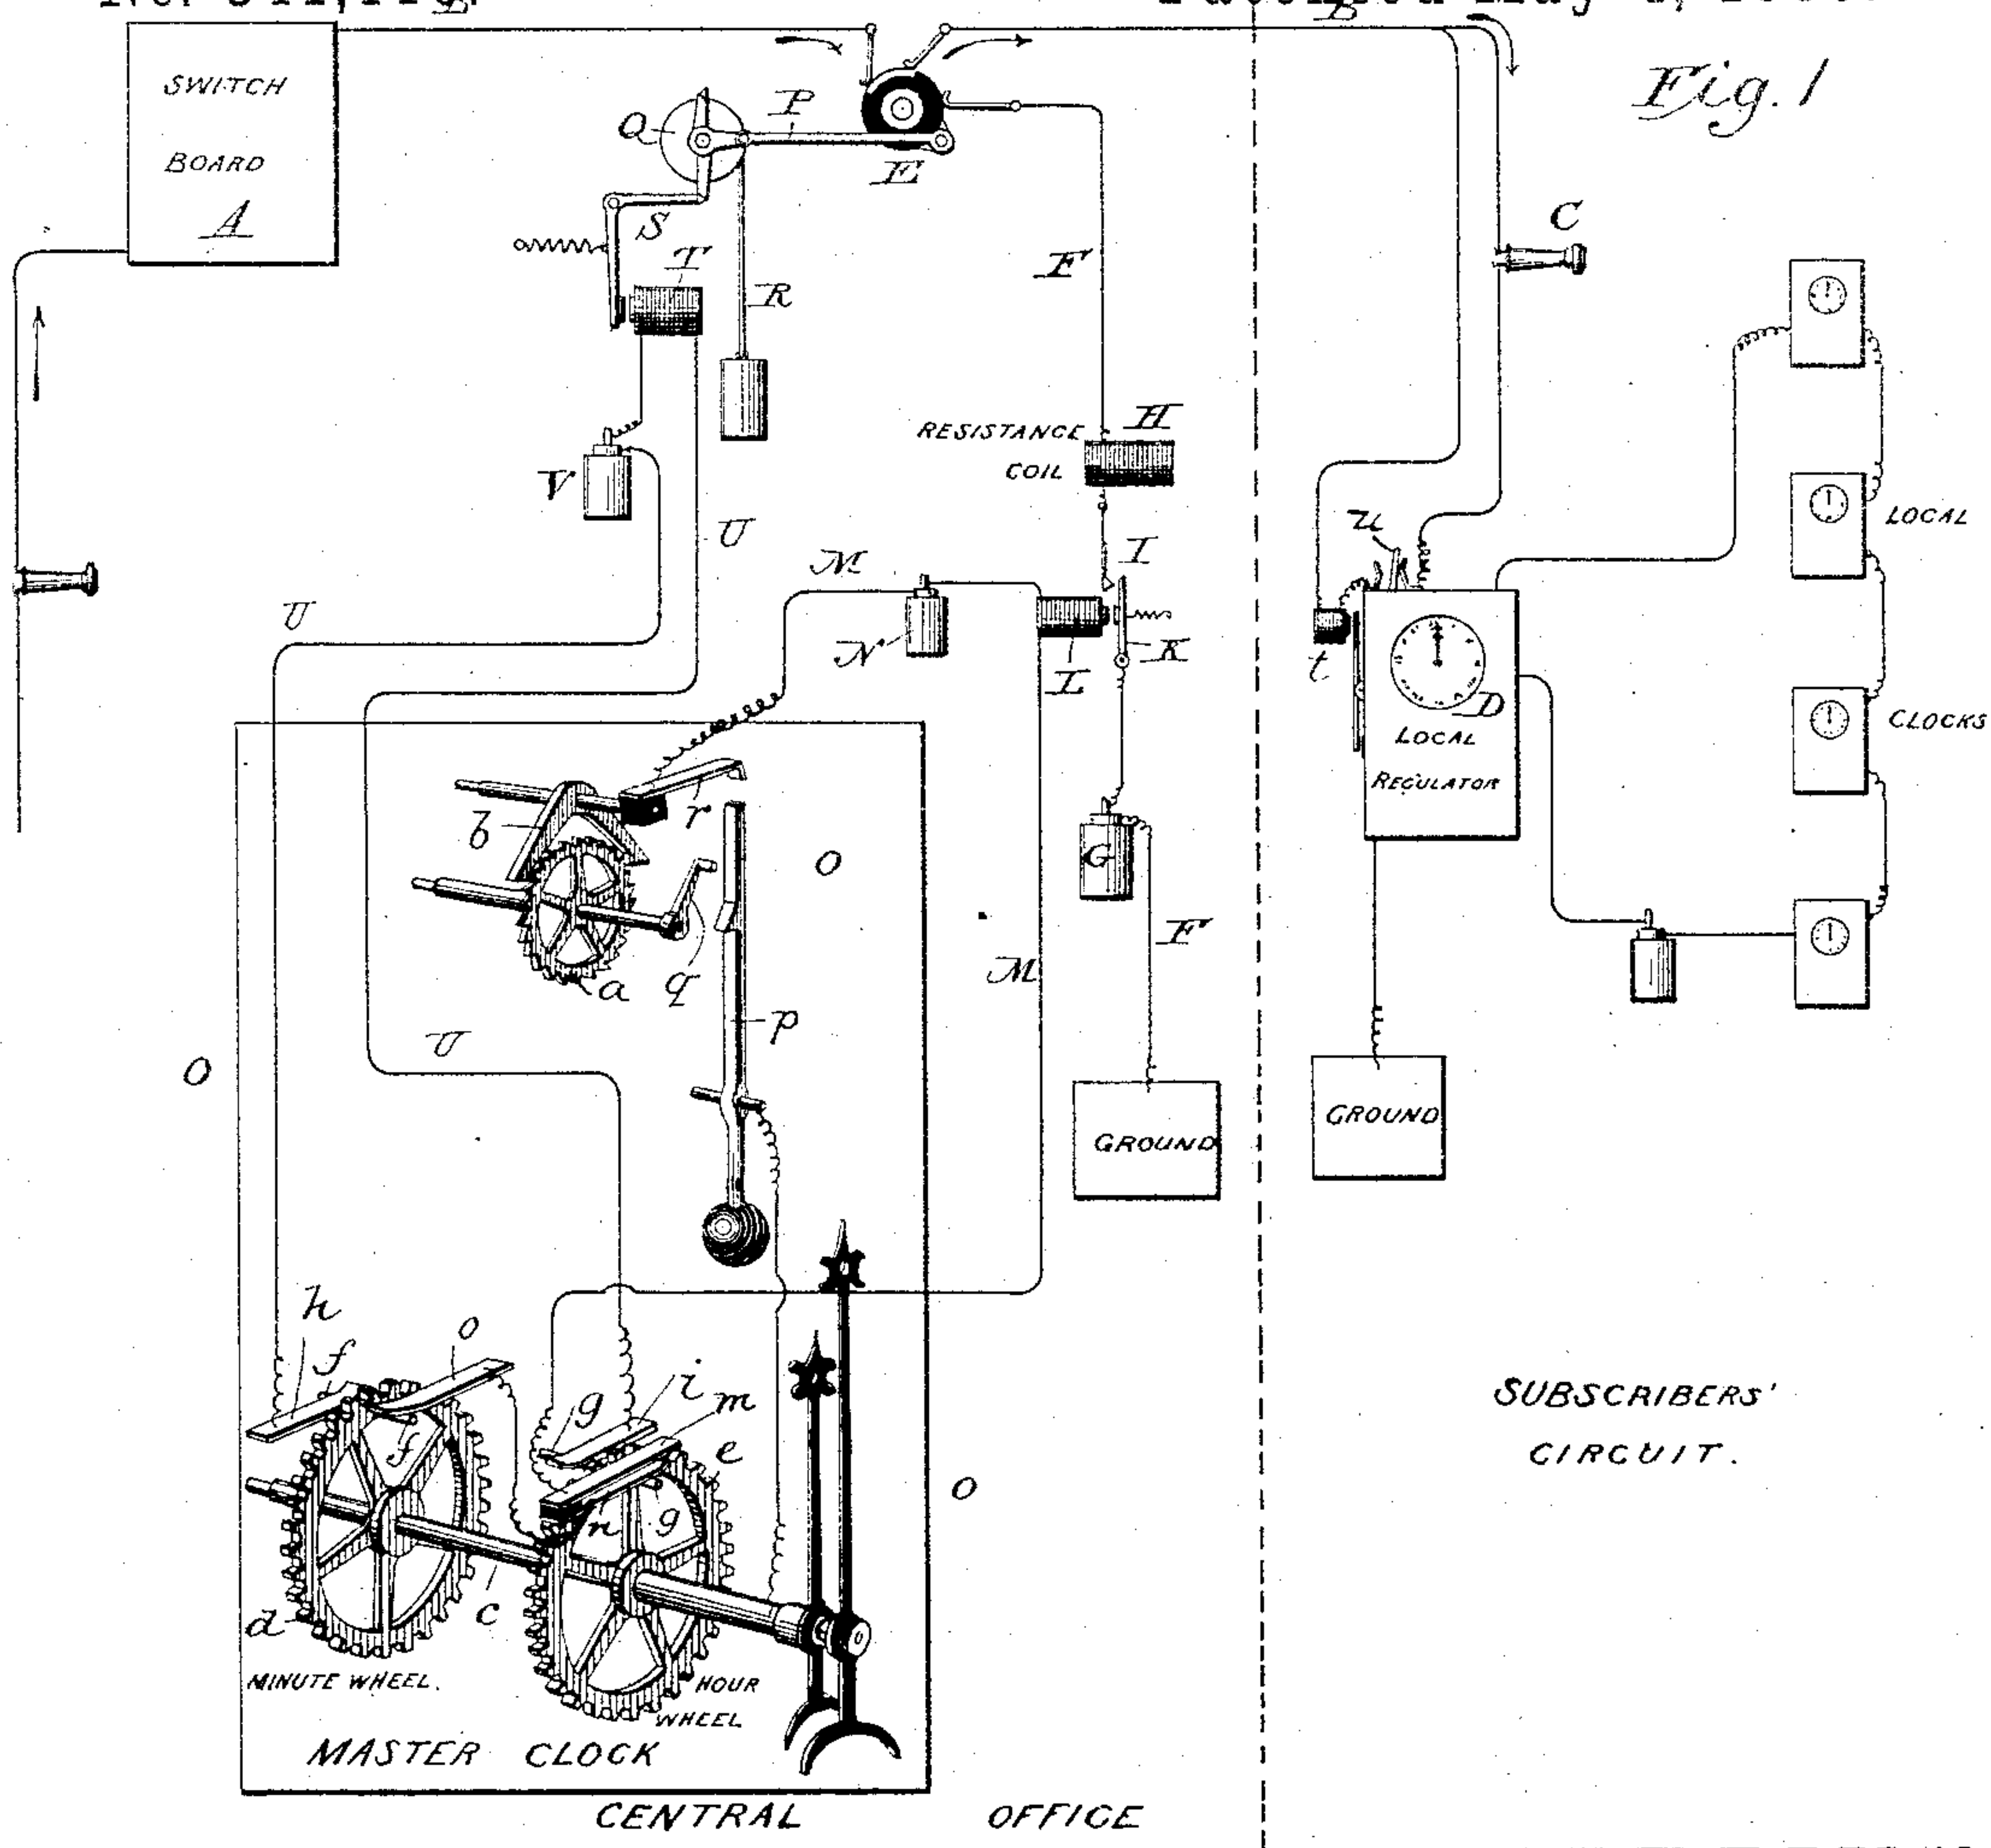 Fig. 1
B
SWITCH
BOARD
A
Q
P
E
S
T
R
F
C
RESISTANCE
COIL
H
V
U
I
M
N
L
K
U
u
t
D
LOCAL
REGULATOR
LOCAL
CLOCKS
b
r
O
G
a
q
p
M
F
U
O
GROUND
GROUND
h
f
o
g
i
m
e
f
n
g
O
d
c
MINUTE WHEEL.
HOUR
WHEEL
MASTER CLOCK
CENTRAL OFFICE
SUBSCRIBERS'
CIRCUIT.